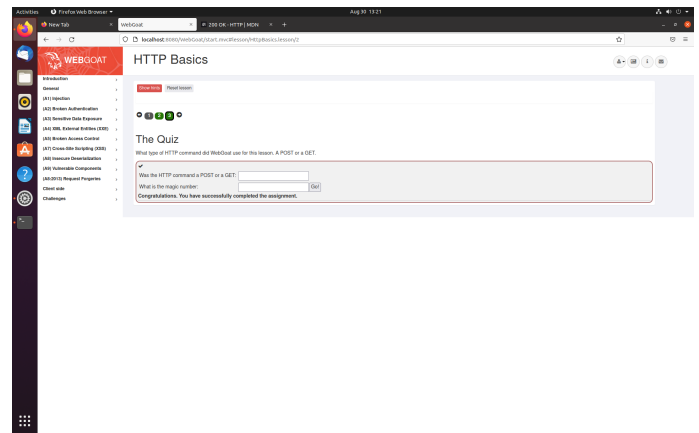 Activities
Firefox Web Browser
Aug 30 13:21
New Tab
WebGoat
200 OK - HTTP | MDN
localhost:8080/WebGoat/start.mvc#lesson/HttpBasics.lesson/2
WEBGOAT
HTTP Basics
Introduction
General
(A1) Injection
(A2) Broken Authentication
(A3) Sensitive Data Exposure
(A4) XML External Entities (XXE)
(A5) Broken Access Control
(A7) Cross-Site Scripting (XSS)
(A8) Insecure Deserialization
(A9) Vulnerable Components
(A8:2013) Request Forgeries
Client side
Challenges
Show hints
Reset lesson
1 2 3
The Quiz
What type of HTTP command did WebGoat use for this lesson. A POST or a GET.
Was the HTTP command a POST or a GET:
What is the magic number:
Go!
Congratulations. You have successfully completed the assignment.